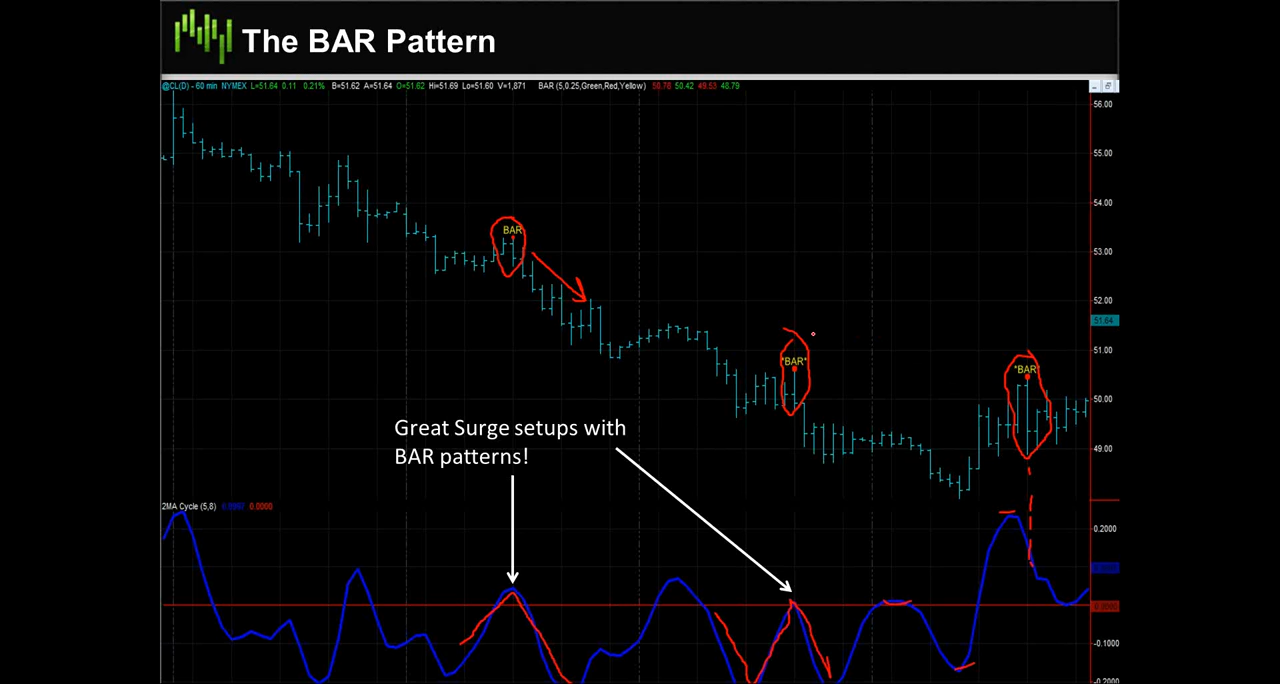 The BAR Pattern
@CL(D) - 60 min NYMEX L=51.64 0.11 0.21% B=51.62 A=51.64 O=51.62 Hi=51.69 Lo=51.60 V=1,871 BAR (5,0.25,Green,Red,Yellow) 50.76 50.42 49.53 48.79
56.00
55.00
54.00
BAR
53.00
52.00
51.64
51.00
*BAR*
*BAR*
50.00
Great Surge setups with
BAR patterns!
49.00
2MA Cycle (5,8) 0.0000
0.2000
0.0000
-0.1000
-0.2000